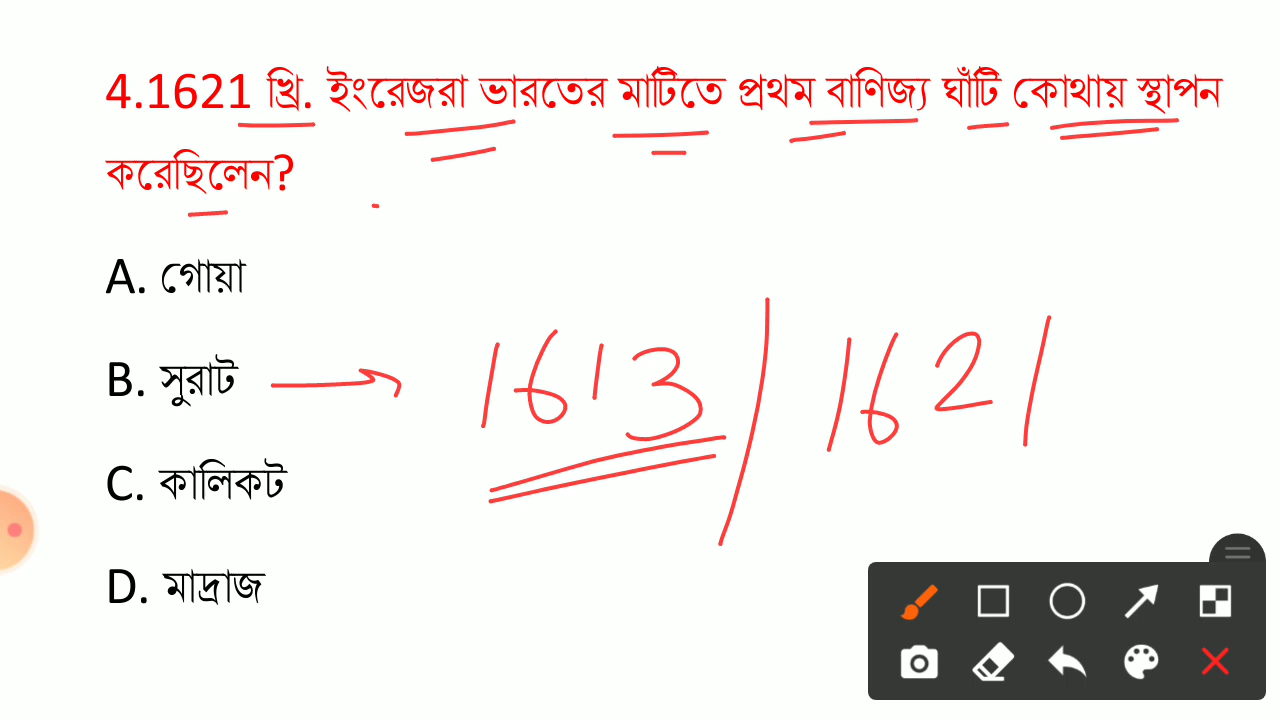 4.1621 খ্রি. ইংরেজরা ভারতের মাটিতে প্রথম বাণিজ্য ঘাঁটি কোথায় স্থাপন
করেছিলেন?
A. গোয়া
B. সুরাট
1613 / 1621
C. কালিকট
D. মাদ্রাজ